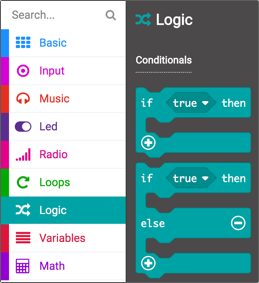 Search...
Basic
Input
Music
Led
Radio
Loops
Logic
Variables
Math
Logic
Conditionals
if true then
if true then
else